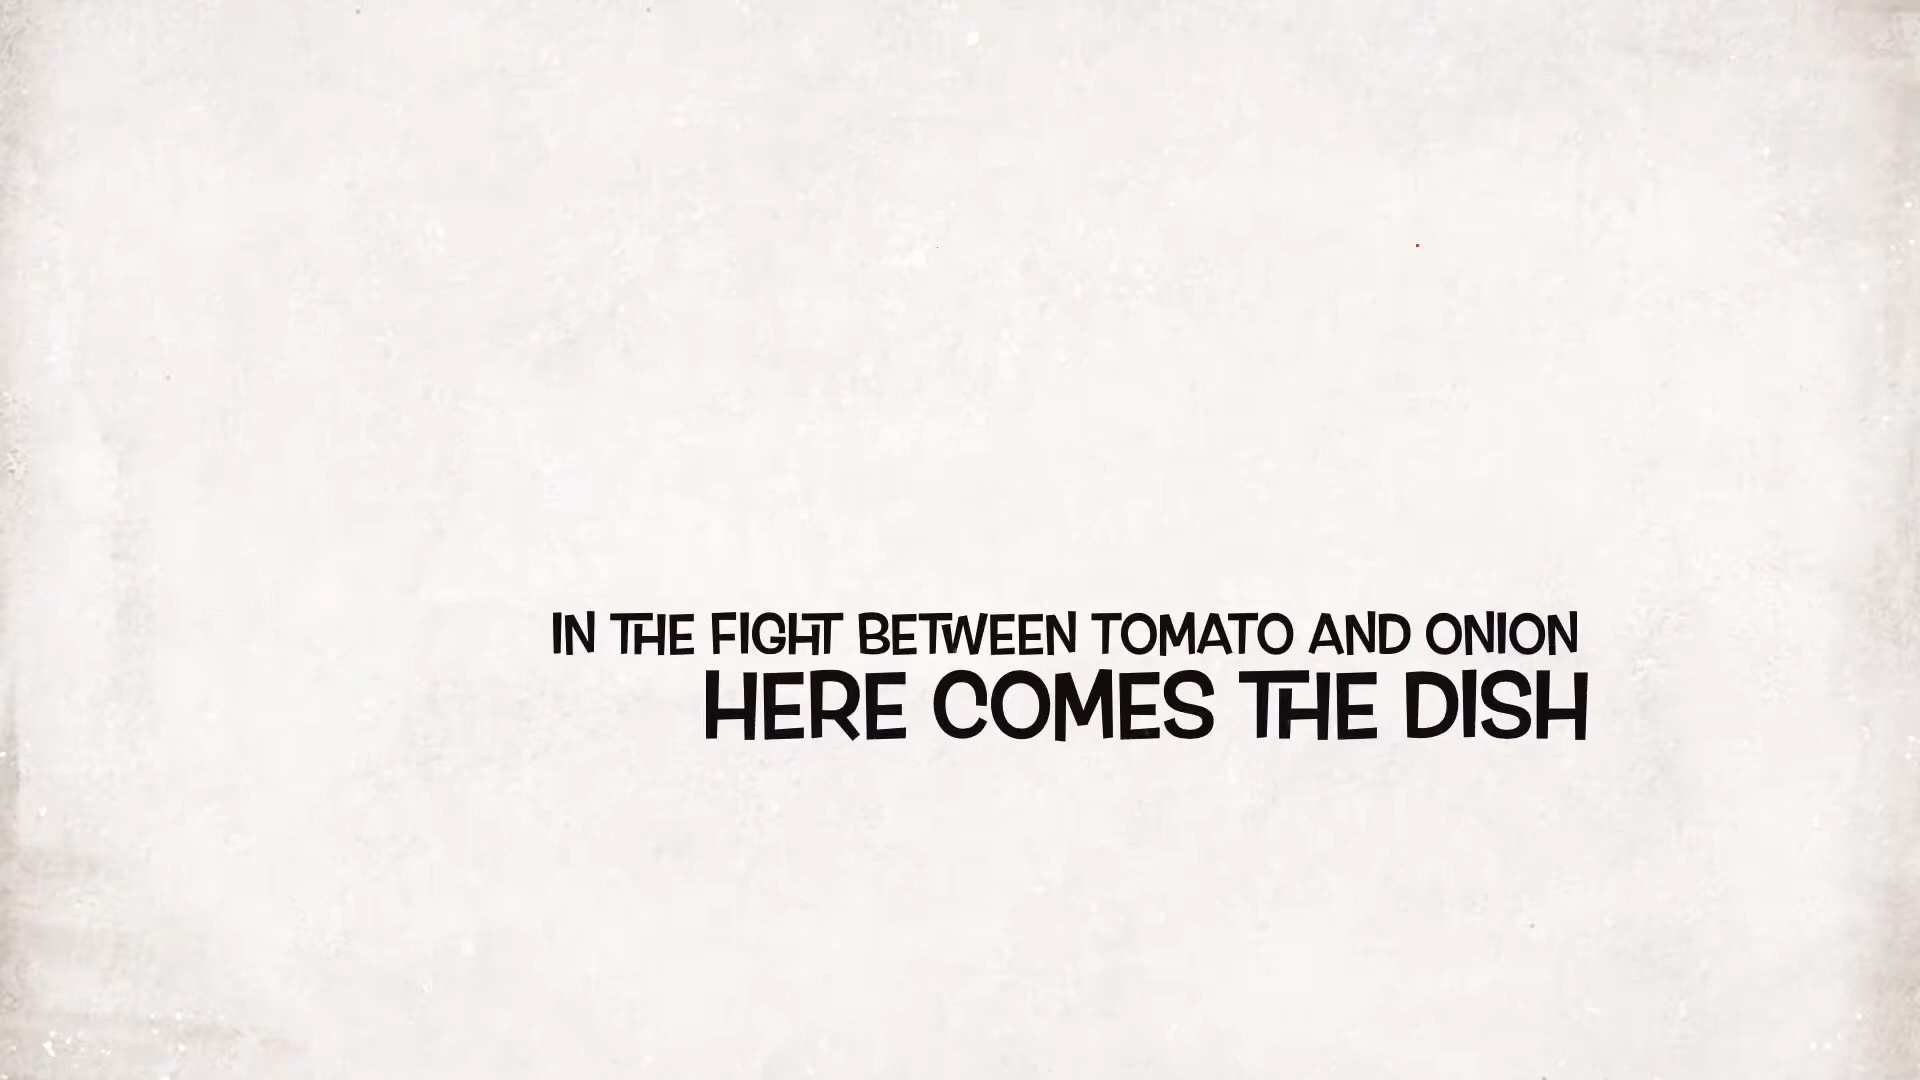 IN THE FIGHT BETWEEN TOMATO AND ONION
HERE COMES THE DISH